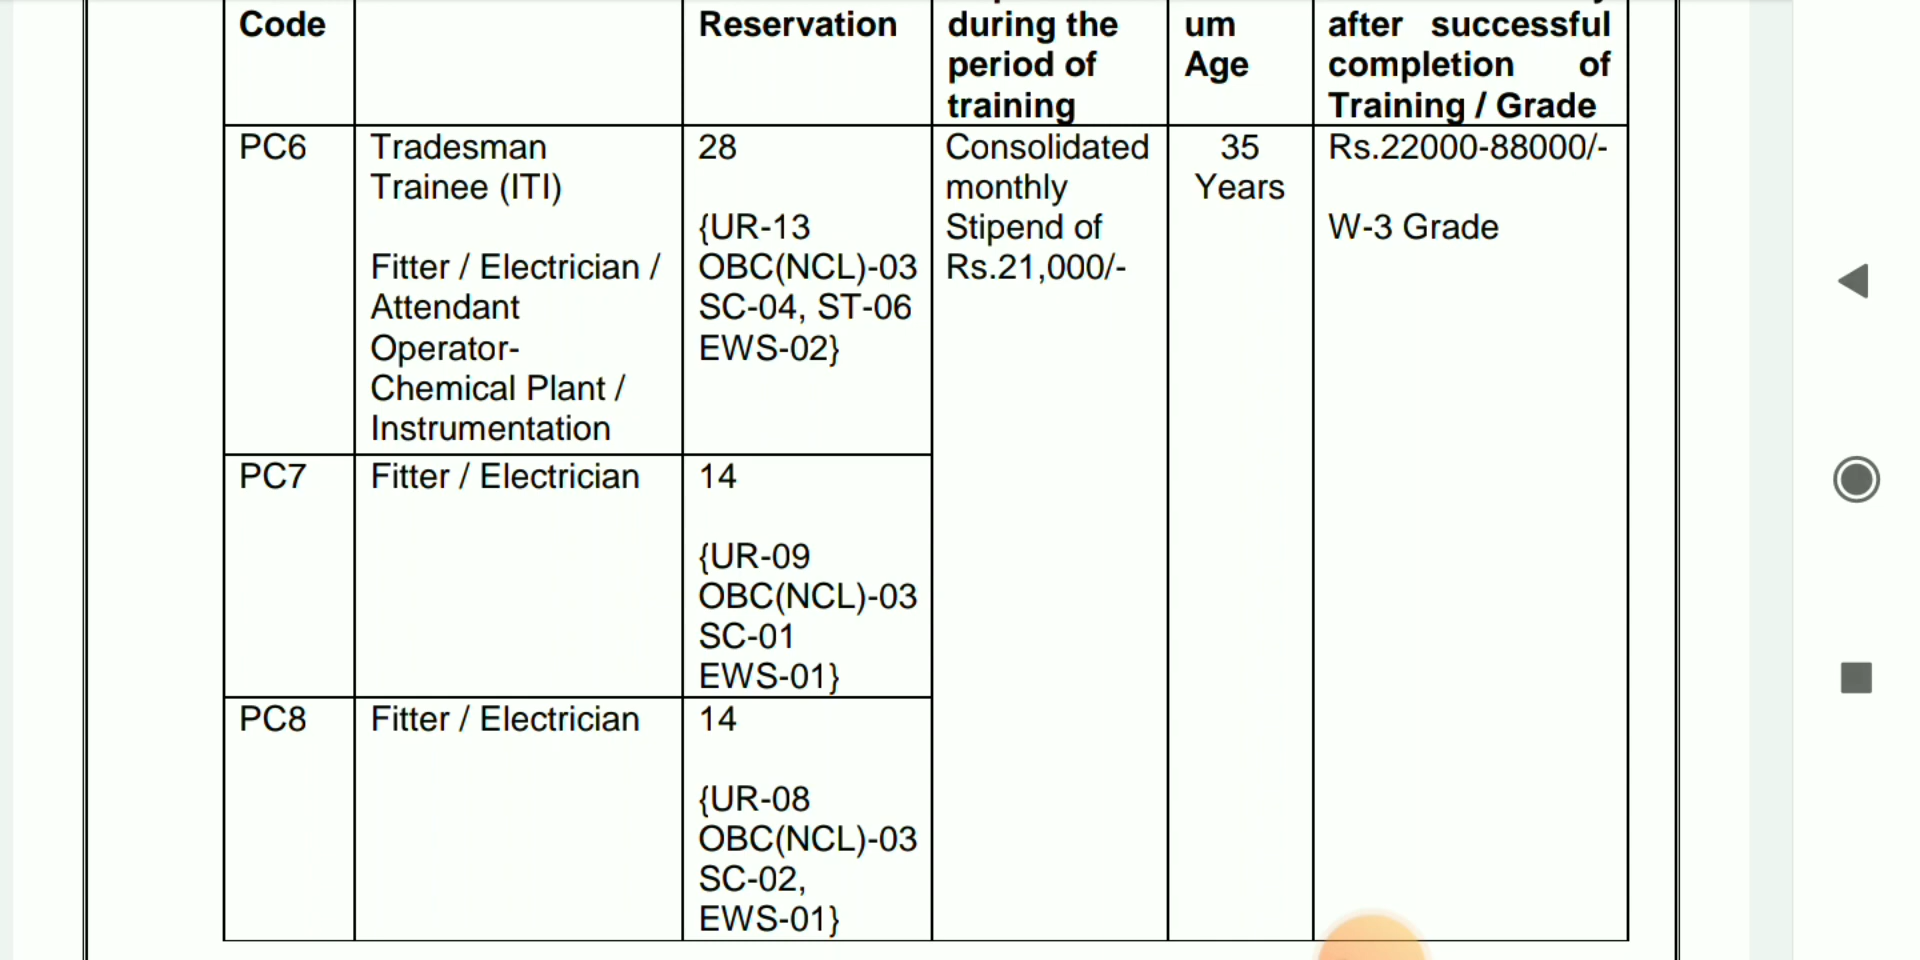 Code
Reservation
during the
period of
training
um
Age
after successful
completion of
Training / Grade
PC6
Tradesman
Trainee (ITI)
Fitter / Electrician /
Attendant
Operator-
Chemical Plant /
Instrumentation
28
{UR-13
OBC(NCL)-03
SC-04, ST-06
EWS-02}
Consolidated
monthly
Stipend of
Rs.21,000/-
35
Years
Rs.22000-88000/-
W-3 Grade
PC7
Fitter / Electrician
14
{UR-09
OBC(NCL)-03
SC-01
EWS-01}
PC8
Fitter / Electrician
14
{UR-08
OBC(NCL)-03
SC-02,
EWS-01}